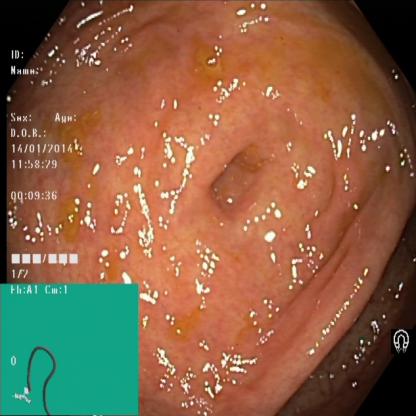 ID:
Name:
Sex: Age:
D.O.B.:
14/01/2014
11:58:29
00:09:36
1/7
Eh:A1 Cm:1
0